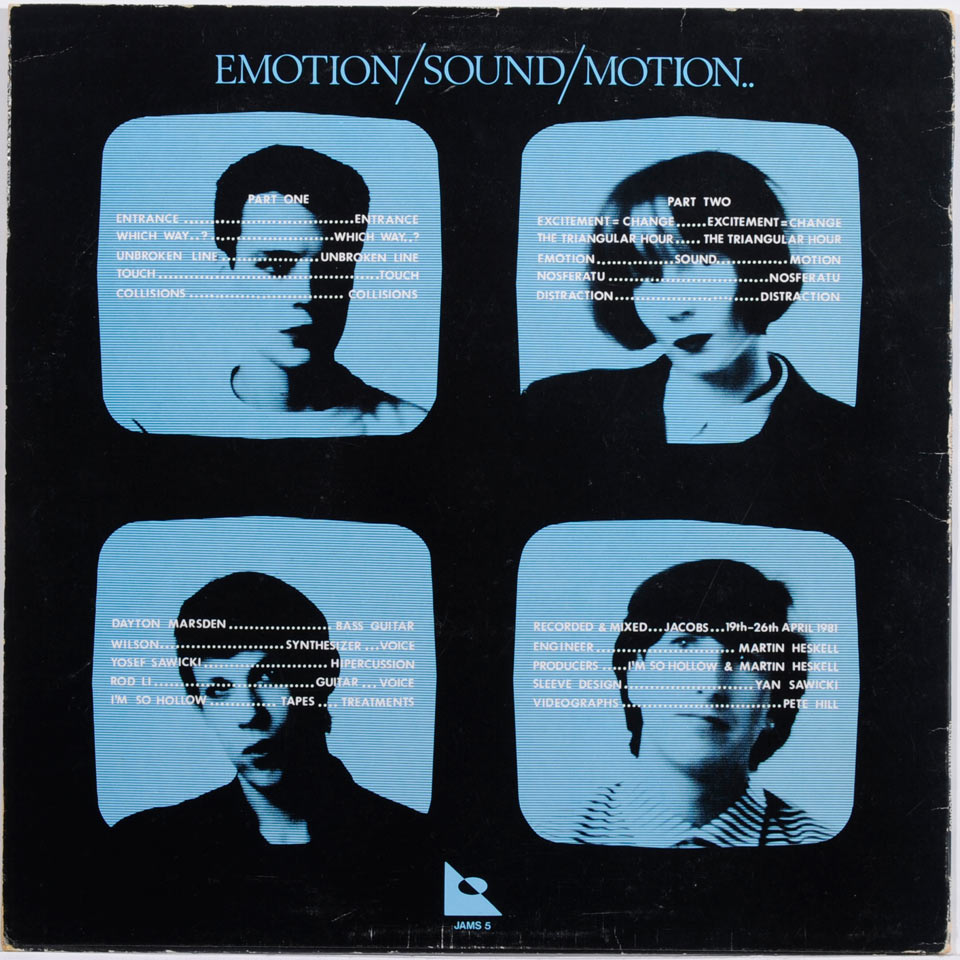 EMOTION/SOUND/MOTION..
PART ONE
ENTRANCE ................................ENTRANCE
WHICH WAY..? ......................WHICH WAY..?
UNBROKEN LINE..................UNBROKEN LINE
TOUCH.........................................TOUCH
COLLISIONS ............................ COLLISIONS
PART TWO
EXCITEMENT = CHANGE......EXCITEMENT = CHANGE
THE TRIANGULAR HOUR..... THE TRIANGULAR HOUR
EMOTION..............SOUND..............MOTION
NOSFERATU ..............................NOSFERATU
DISTRACTION...........................DISTRACTION
DAYTON MARSDEN...................BASS GUITAR
WILSON.......................SYNTHESIZER ...VOICE
YOSEF SAWICKI.......................HIPERCUSSION
ROD LI..............................GUITAR ... VOICE
I'M SO HOLLOW ............. TAPES .... TREATMENTS
RECORDED & MIXED...JACOBS...19th-26th APRIL 1981
ENGINEER.......................... MARTIN HESKELL
PRODUCERS .....I'M SO HOLLOW & MARTIN HESKELL
SLEEVE DESIGN........................YAN SAWICKI
VIDEOGRAPHS .............................PETE HILL
JAMS 5